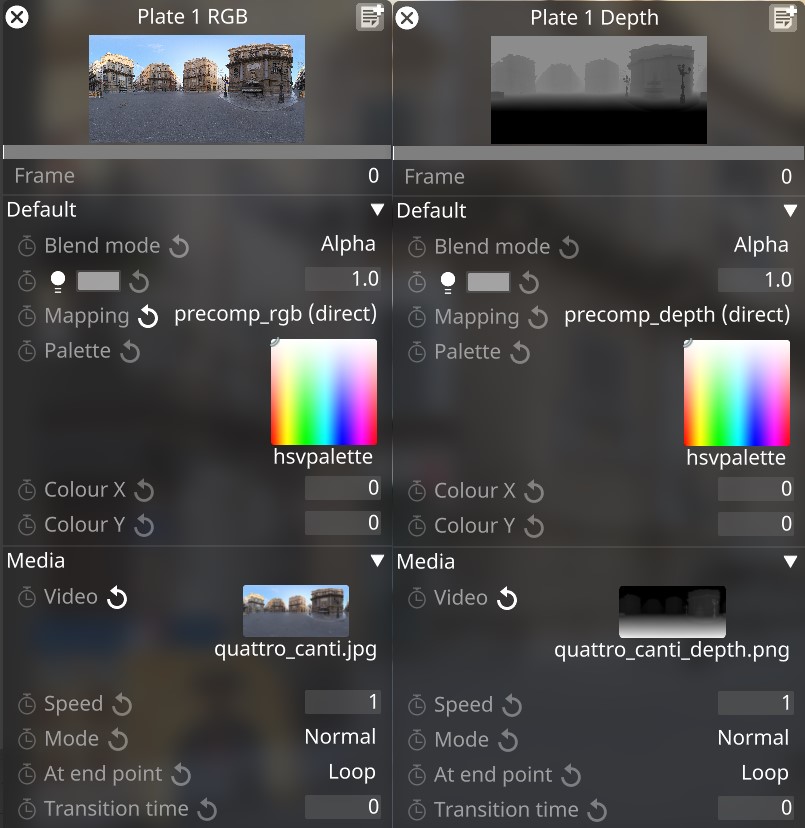 Plate 1 RGB
Frame 0
Default
Blend mode Alpha
1.0
Mapping precomp_rgb (direct)
Palette
hsvpalette
Colour X 0
Colour Y 0
Media
Video
quattro_canti.jpg
Speed 1
Mode Normal
At end point Loop
Transition time 0
Plate 1 Depth
Frame 0
Default
Blend mode Alpha
1.0
Mapping precomp_depth (direct)
Palette
hsvpalette
Colour X 0
Colour Y 0
Media
Video
quattro_canti_depth.png
Speed 1
Mode Normal
At end point Loop
Transition time 0